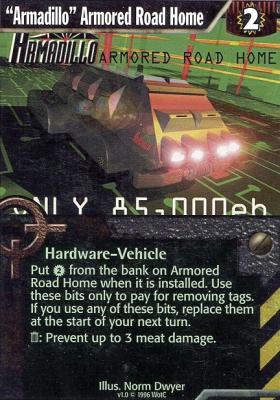 "Armadillo" Armored Road Home
2
ARMADILLO ARMORED ROAD HOME
ONLY 85,000eb
Hardware–Vehicle
Put 2 from the bank on Armored
Road Home when it is installed. Use
these bits only to pay for removing tags.
If you use any of these bits, replace them
at the start of your next turn.
: Prevent up to 3 meat damage.
Illus. Norm Dwyer
v1.0 © 1996 WotC